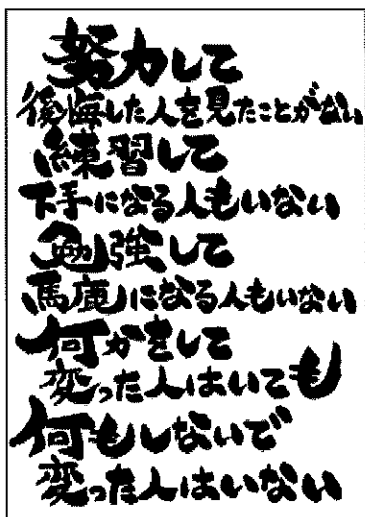 努力して
後悔した人を見たことがない
練習して
下手になる人もいない
勉強して
馬鹿になる人もいない
何かをして
変った人はいても
何もしないで
変った人はいない